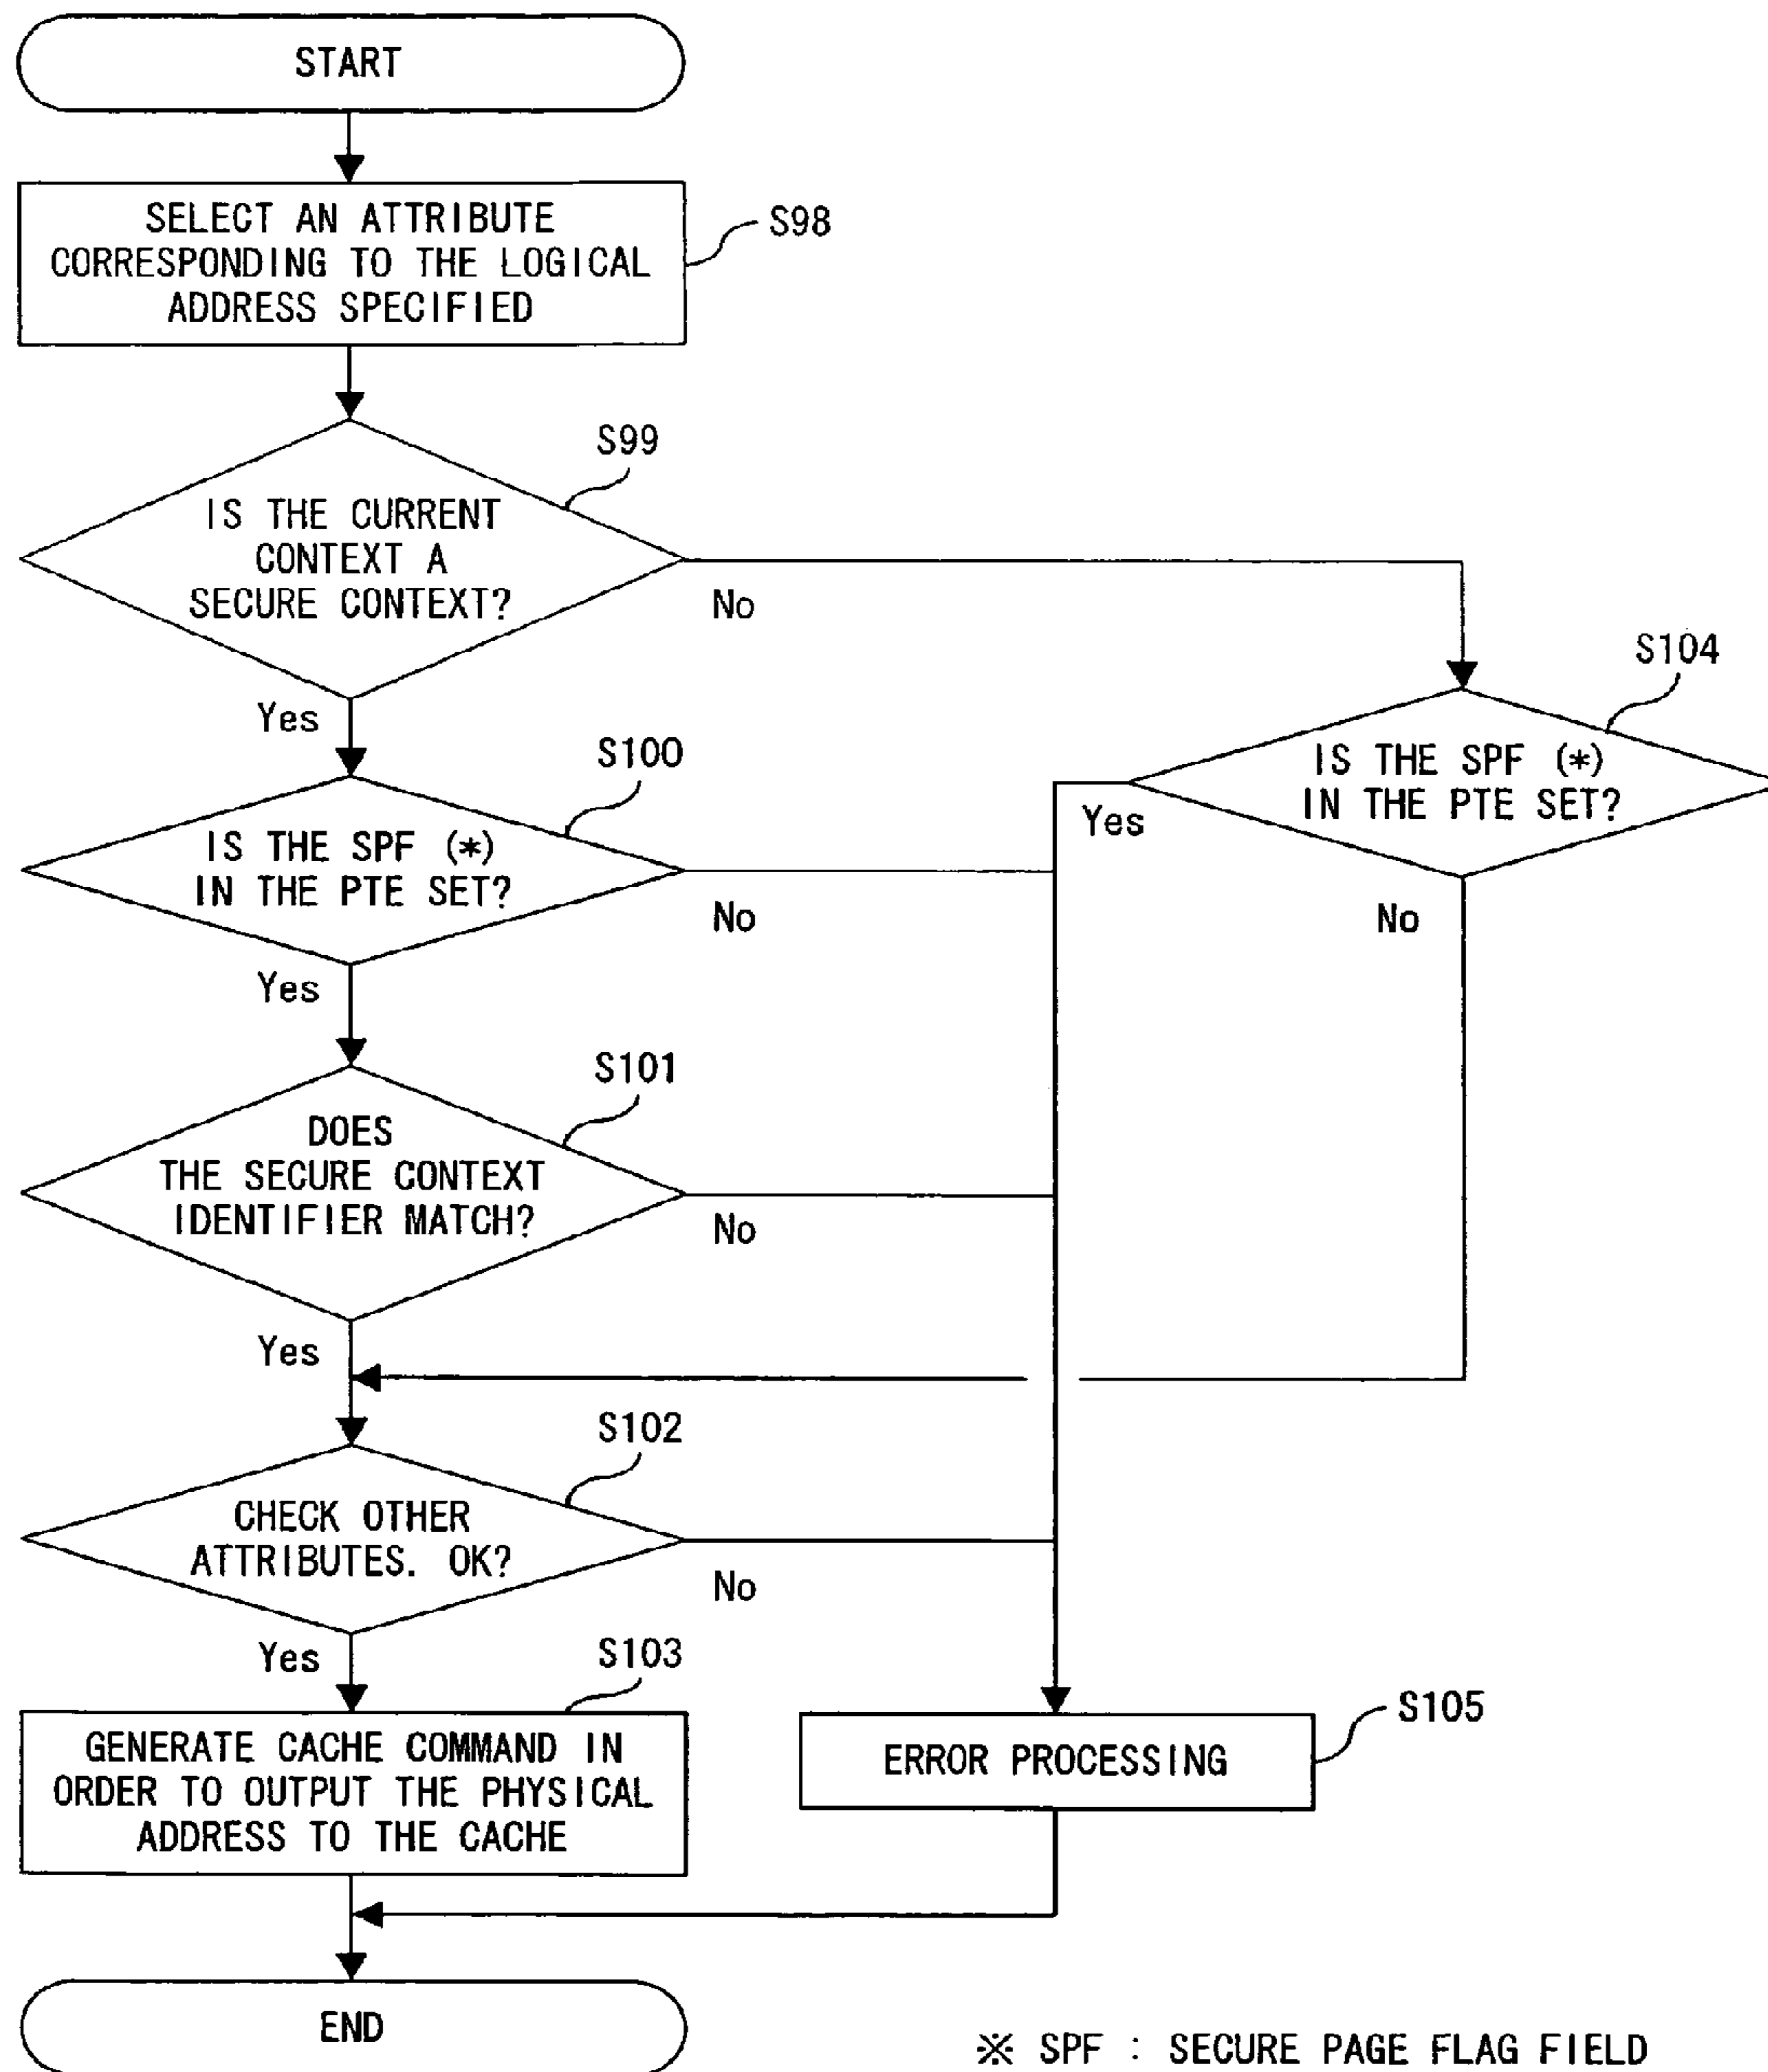 START
SELECT AN ATTRIBUTE
CORRESPONDING TO THE LOGICAL
ADDRESS SPECIFIED
S98
S99
IS THE CURRENT
CONTEXT A
SECURE CONTEXT?
No
Yes
S104
IS THE SPF (*)
IN THE PTE SET?
Yes
No
S100
IS THE SPF (*)
IN THE PTE SET?
No
Yes
S101
DOES
THE SECURE CONTEXT
IDENTIFIER MATCH?
No
Yes
S102
CHECK OTHER
ATTRIBUTES. OK?
No
Yes
S103
GENERATE CACHE COMMAND IN
ORDER TO OUTPUT THE PHYSICAL
ADDRESS TO THE CACHE
S105
ERROR PROCESSING
END
※ SPF : SECURE PAGE FLAG FIELD